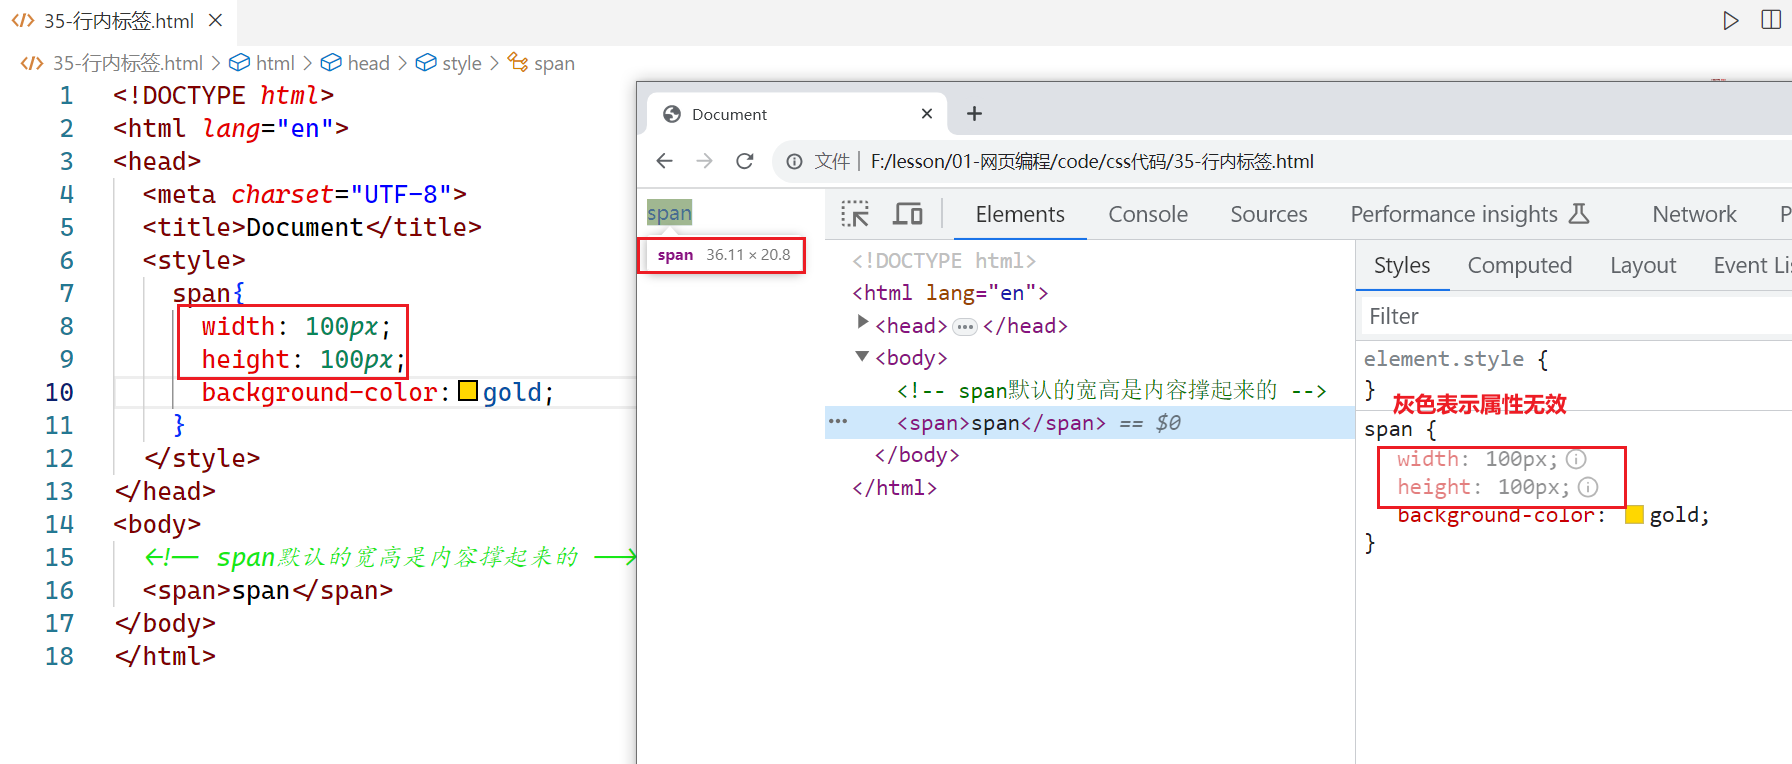 35-行内标签.html
35-行内标签.html > html > head > style > span
1 <!DOCTYPE html>
2 <html lang="en">
3 <head>
4 <meta charset="UTF-8">
5 <title>Document</title>
6 <style>
7 span{
8 width: 100px;
9 height: 100px;
10 background-color: gold;
11 }
12 </style>
13 </head>
14 <body>
15 <!-- span默认的宽高是内容撑起来的 -->
16 <span>span</span>
17 </body>
18 </html>
Document
文件 | F:/lesson/01-网页编程/code/css代码/35-行内标签.html
span
span 36.11 × 20.8
Elements Console Sources Performance insights Network
<!DOCTYPE html>
<html lang="en">
<head> ••• </head>
<body>
<!-- span默认的宽高是内容撑起来的 -->
••• <span>span</span> == $0
</body>
</html>
Styles Computed Layout Event
Filter
element.style {
}
灰色表示属性无效
span {
width: 100px;
height: 100px;
background-color: gold;
}